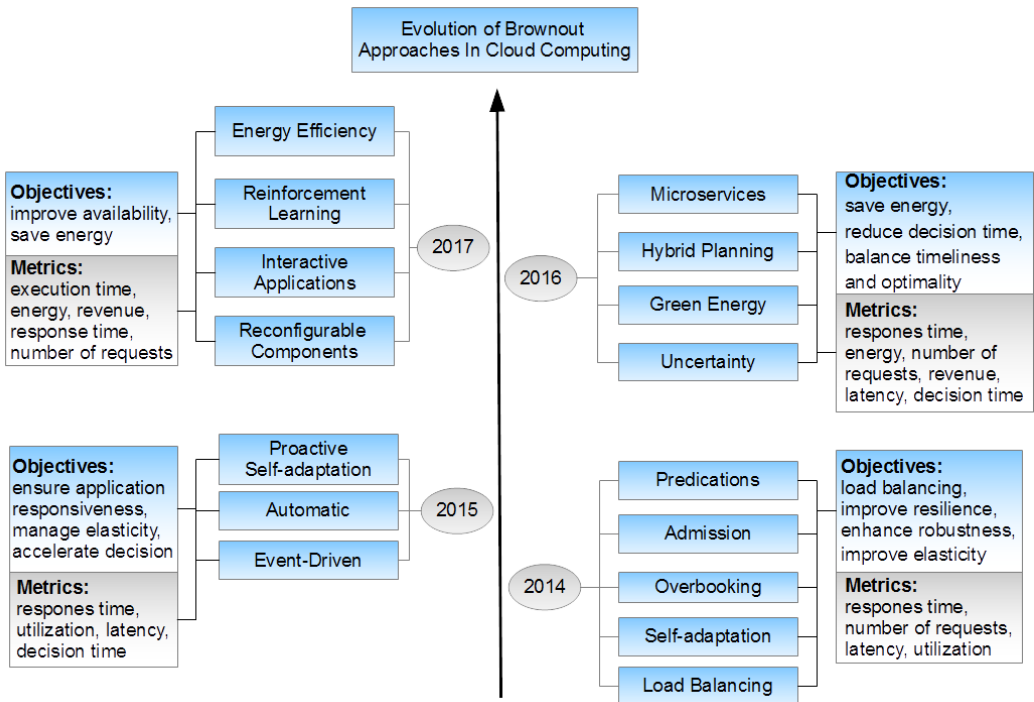 Evolution of Brownout
Approaches In Cloud Computing
Energy Efficiency
Reinforcement
Learning
Interactive
Applications
Reconfigurable
Components
2017
Objectives:
improve availability,
save energy
Metrics:
execution time,
energy, revenue,
response time,
number of requests
Microservices
Hybrid Planning
Green Energy
Uncertainty
2016
Objectives:
save energy,
reduce decision time,
balance timeliness
and optimality
Metrics:
respones time,
energy, number of
requests, revenue,
latency, decision time
Proactive
Self-adaptation
Automatic
Event-Driven
2015
Objectives:
ensure application
responsiveness,
manage elasticity,
accelerate decision
Metrics:
respones time,
utilization, latency,
decision time
Predications
Admission
Overbooking
Self-adaptation
Load Balancing
2014
Objectives:
load balancing,
improve resilience,
enhance robustness,
improve elasticity
Metrics:
respones time,
number of requests,
latency, utilization